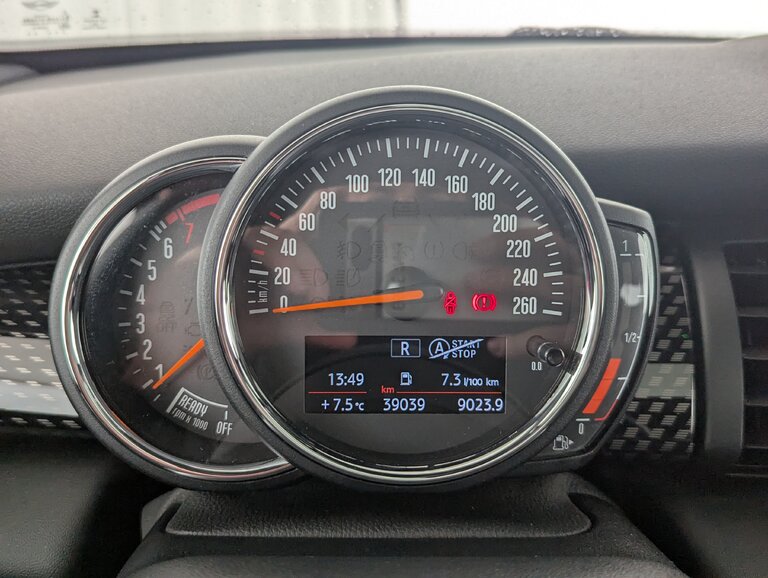 7
6
5
4
3
2
1
READY
OFF
rpm x 1000
0
20
40
60
80
100
120
140
160
180
200
220
240
260
km/h
R
A START STOP
13:49
7.3 l/100 km
km
+ 7.5 °C 39039 9023.9
0.0
1
1/2
0